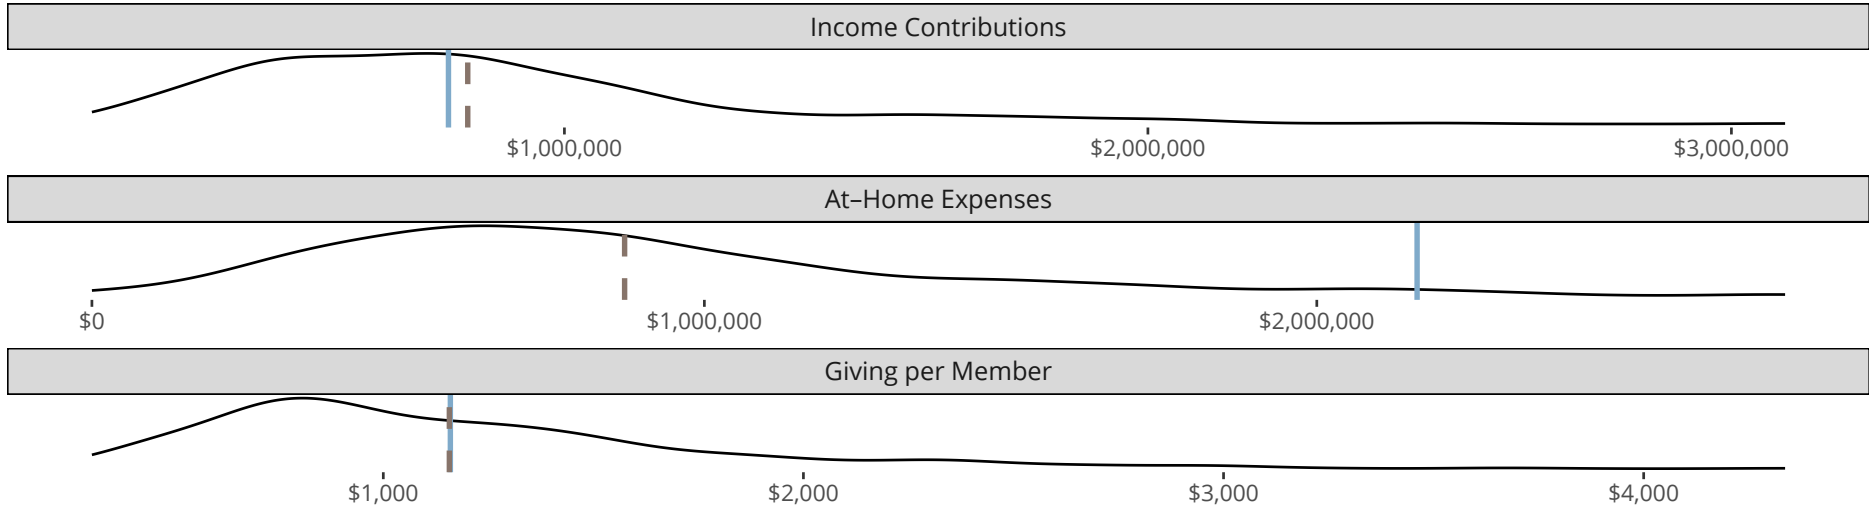 Income Contributions
$1,000,000 $2,000,000 $3,000,000
At–Home Expenses
$0 $1,000,000 $2,000,000
Giving per Member
$1,000 $2,000 $3,000 $4,000